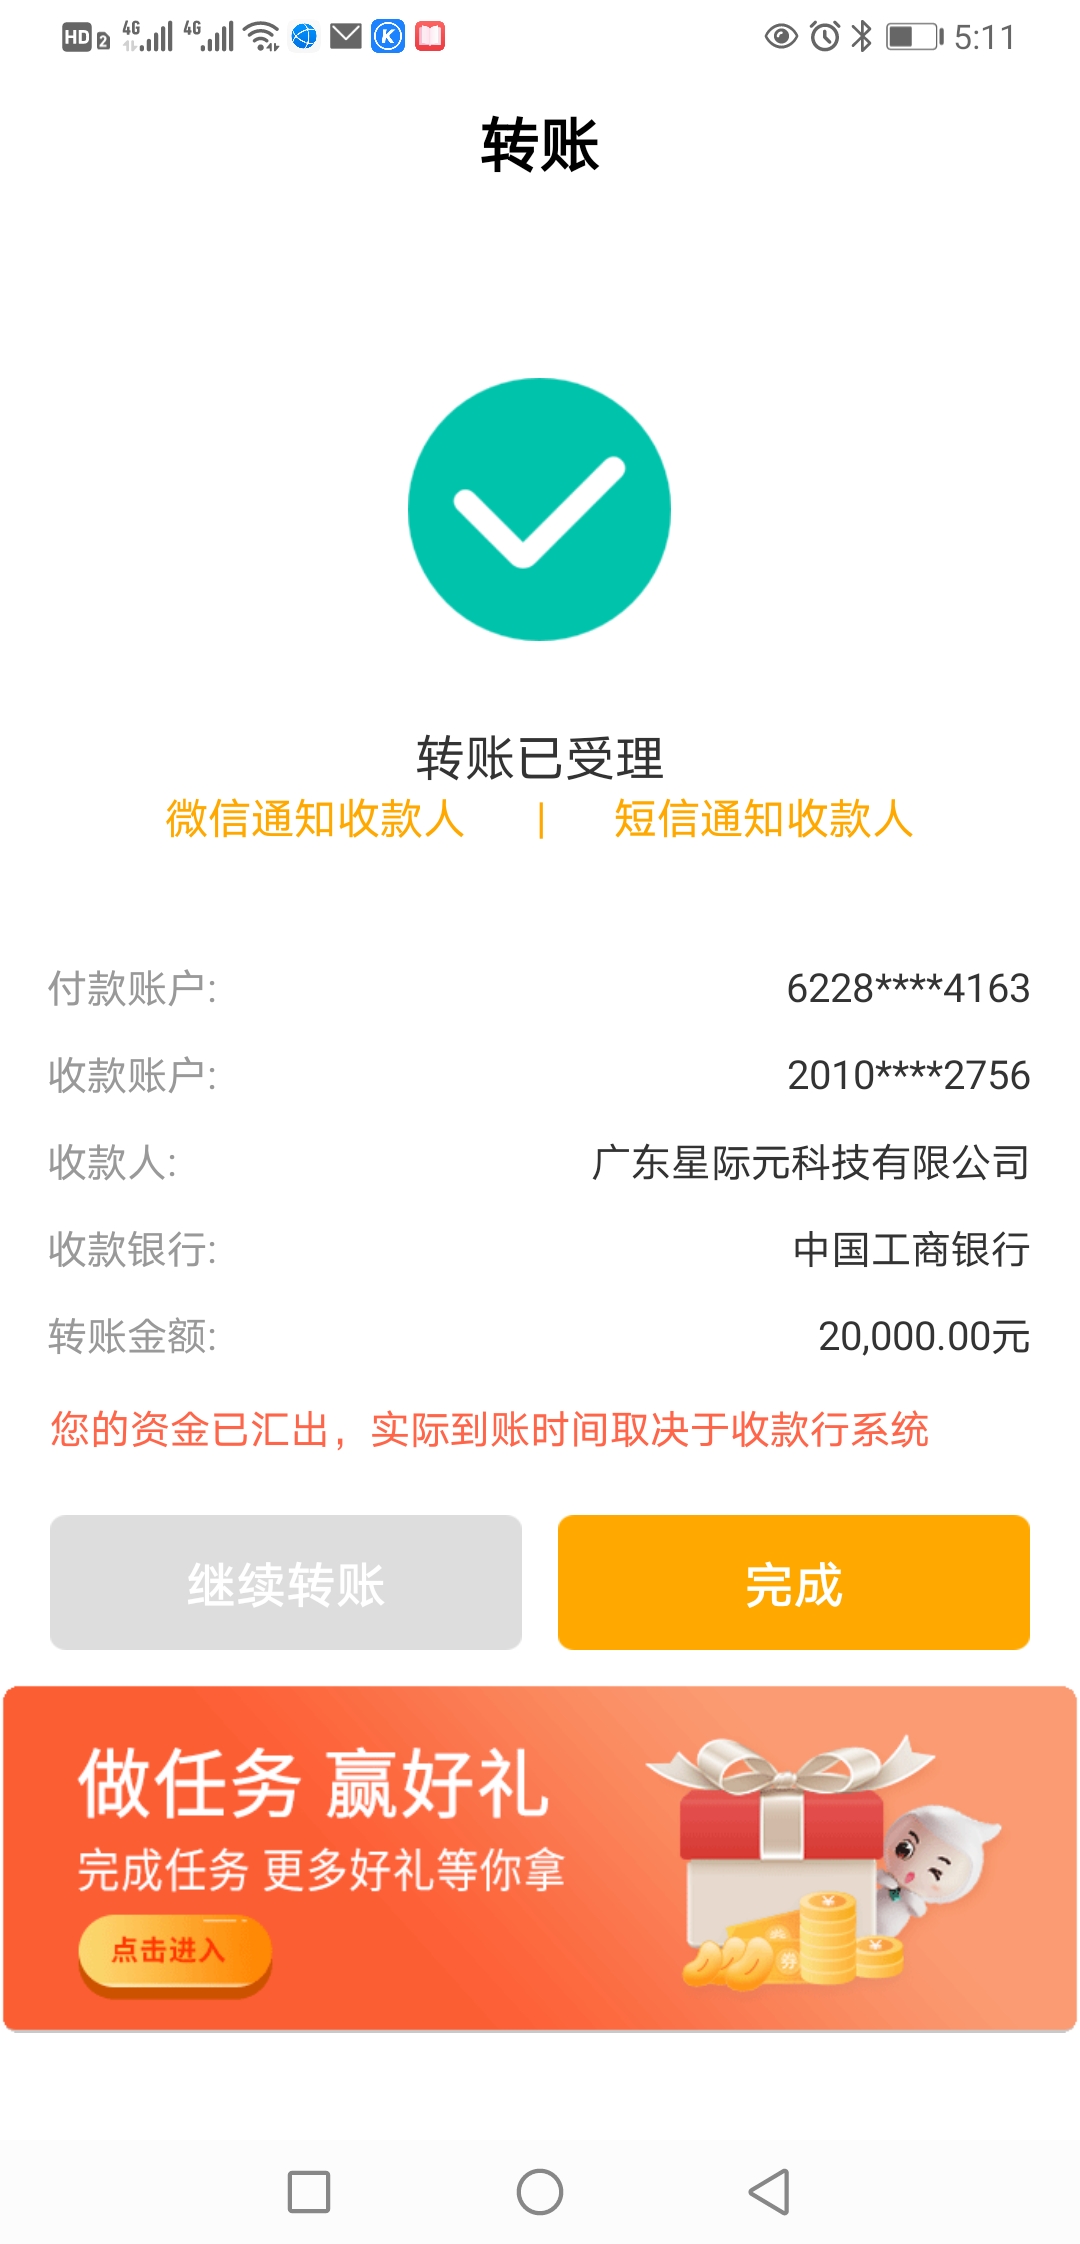 HD 2 4G 4G 5:11
转账
转账已受理
微信通知收款人 | 短信通知收款人
付款账户: 6228****4163
收款账户: 2010****2756
收款人: 广东星际元科技有限公司
收款银行: 中国工商银行
转账金额: 20,000.00元
您的资金已汇出，实际到账时间取决于收款行系统
继续转账 完成
做任务 赢好礼
完成任务 更多好礼等你拿
点击进入
券